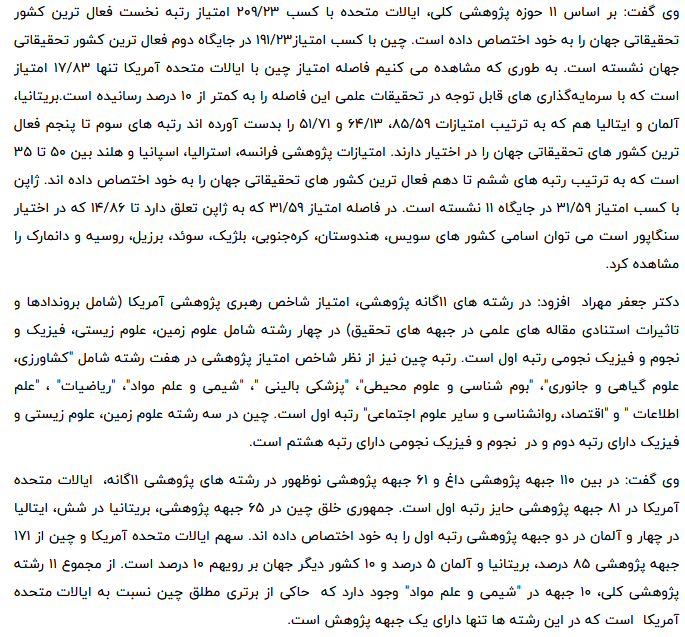 وی گفت: بر اساس ۱۱ حوزه پژوهشی کلی، ایالات متحده با کسب ۲۰۹/۲۳ امتیاز رتبه نخست فعال ترین کشور
تحقیقاتی جهان را به خود اختصاص داده است. چین با کسب امتیاز۱۹۱/۲۳ در جایگاه دوم فعال ترین کشور تحقیقاتی
جهان نشسته است. به طوری که مشاهده می کنیم فاصله امتیاز چین با ایالات متحده آمریکا تنها ۱۷/۸۳ امتیاز
است که با سرمایه‌گذاری های قابل توجه در تحقیقات علمی این فاصله را به کمتر از ۱۰ درصد رسانیده است.بریتانیا،
آلمان و ایتالیا هم که به ترتیب امتیازات ۸۵/۵۹، ۶۴/۱۳ و ۵۱/۷۱ را بدست آورده اند رتبه های سوم تا پنجم فعال
ترین کشور های تحقیقاتی جهان را در اختیار دارند. امتیازات پژوهشی فرانسه، استرالیا، اسپانیا و هلند بین ۵۰ تا ۳۵
است که به ترتیب رتبه های ششم تا دهم فعال ترین کشور های تحقیقاتی جهان را به خود اختصاص داده اند. ژاپن
با کسب امتیاز ۳۱/۵۹ در جایگاه ۱۱ نشسته است. در فاصله امتیاز ۳۱/۵۹ که به ژاپن تعلق دارد تا ۱۴/۸۶ که در اختیار
سنگاپور است می توان اسامی کشور های سویس، هندوستان، کره‌جنوبی، بلژیک، سوئد، برزیل، روسیه و دانمارک را
مشاهده کرد.
دکتر جعفر مهراد افزود: در رشته های ۱۱گانه پژوهشی، امتیاز شاخص رهبری پژوهشی آمریکا (شامل بروندادها و
تاثیرات استنادی مقاله های علمی در جبهه های تحقیق) در چهار رشته شامل علوم زمین، علوم زیستی، فیزیک و
نجوم و فیزیک نجومی رتبه اول است. رتبه چین نیز از نظر شاخص امتیاز پژوهشی در هفت رشته شامل "کشاورزی،
علوم گیاهی و جانوری"، "بوم شناسی و علوم محیطی"، "پزشکی بالینی "، "شیمی و علم مواد"، "ریاضیات" ، "علم
اطلاعات " و "اقتصاد، روانشناسی و سایر علوم اجتماعی" رتبه اول است. چین در سه رشته علوم زمین، علوم زیستی و
فیزیک دارای رتبه دوم و در نجوم و فیزیک نجومی دارای رتبه هشتم است.
وی گفت: در بین ۱۱۰ جبهه پژوهشی داغ و ۶۱ جبهه پژوهشی نوظهور در رشته های پژوهشی ۱۱گانه، ایالات متحده
آمریکا در ۸۱ جبهه پژوهشی حایز رتبه اول است. جمهوری خلق چین در ۶۵ جبهه پژوهشی، بریتانیا در شش، ایتالیا
در چهار و آلمان در دو جبهه پژوهشی رتبه اول را به خود اختصاص داده اند. سهم ایالات متحده آمریکا و چین از ۱۷۱
جبهه پژوهشی ۸۵ درصد، بریتانیا و آلمان ۵ درصد و ۱۰ کشور دیگر جهان بر رویهم ۱۰ درصد است. از مجموع ۱۱ رشته
پژوهشی کلی، ۱۰ جبهه در "شیمی و علم مواد" وجود دارد که حاکی از برتری مطلق چین نسبت به ایالات متحده
آمریکا است که در این رشته ها تنها دارای یک جبهه پژوهش است.